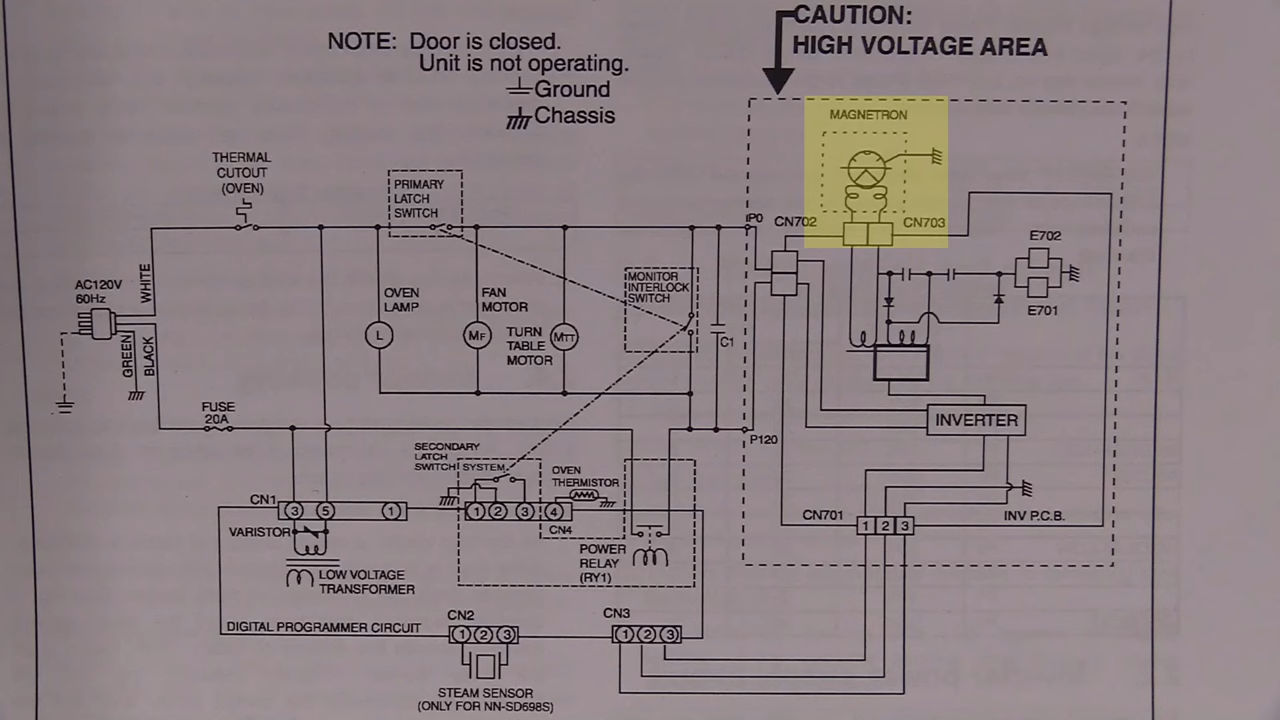 CAUTION:
HIGH VOLTAGE AREA
NOTE: Door is closed.
Unit is not operating.
Ground
Chassis
MAGNETRON
THERMAL
CUTOUT
(OVEN)
PRIMARY
LATCH
SWITCH
P0
CN702
CN703
E702
E701
AC120V
60Hz
WHITE
GREEN
BLACK
OVEN
LAMP
L
FAN
MOTOR
MF
TURN
TABLE
MOTOR
MTT
MONITOR
INTERLOCK
SWITCH
C1
FUSE
20A
P120
INVERTER
SECONDARY
LATCH
SWITCH
SYSTEM
OVEN
THERMISTOR
CN1
3 5 1
1 2 3 4
CN4
CN701
1 2 3
INV P.C.B.
VARISTOR
LOW VOLTAGE
TRANSFORMER
POWER
RELAY
(RY1)
DIGITAL PROGRAMMER CIRCUIT
CN2
1 2 3
CN3
1 2 3
STEAM SENSOR
(ONLY FOR NN-SD698S)